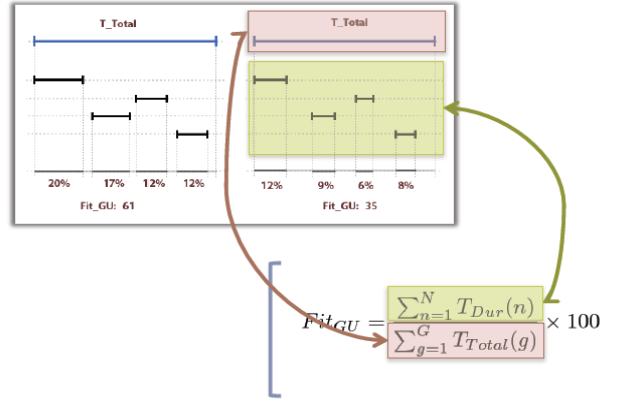 T_Total T_Total
20% 17% 12% 12% 12% 9% 6% 8%
Fit_GU: 61 Fit_GU: 35
Fit_{GU} = \frac{\sum_{n=1}^{N} T_{Dur}(n)}{\sum_{g=1}^{G} T_{Total}(g)} × 100